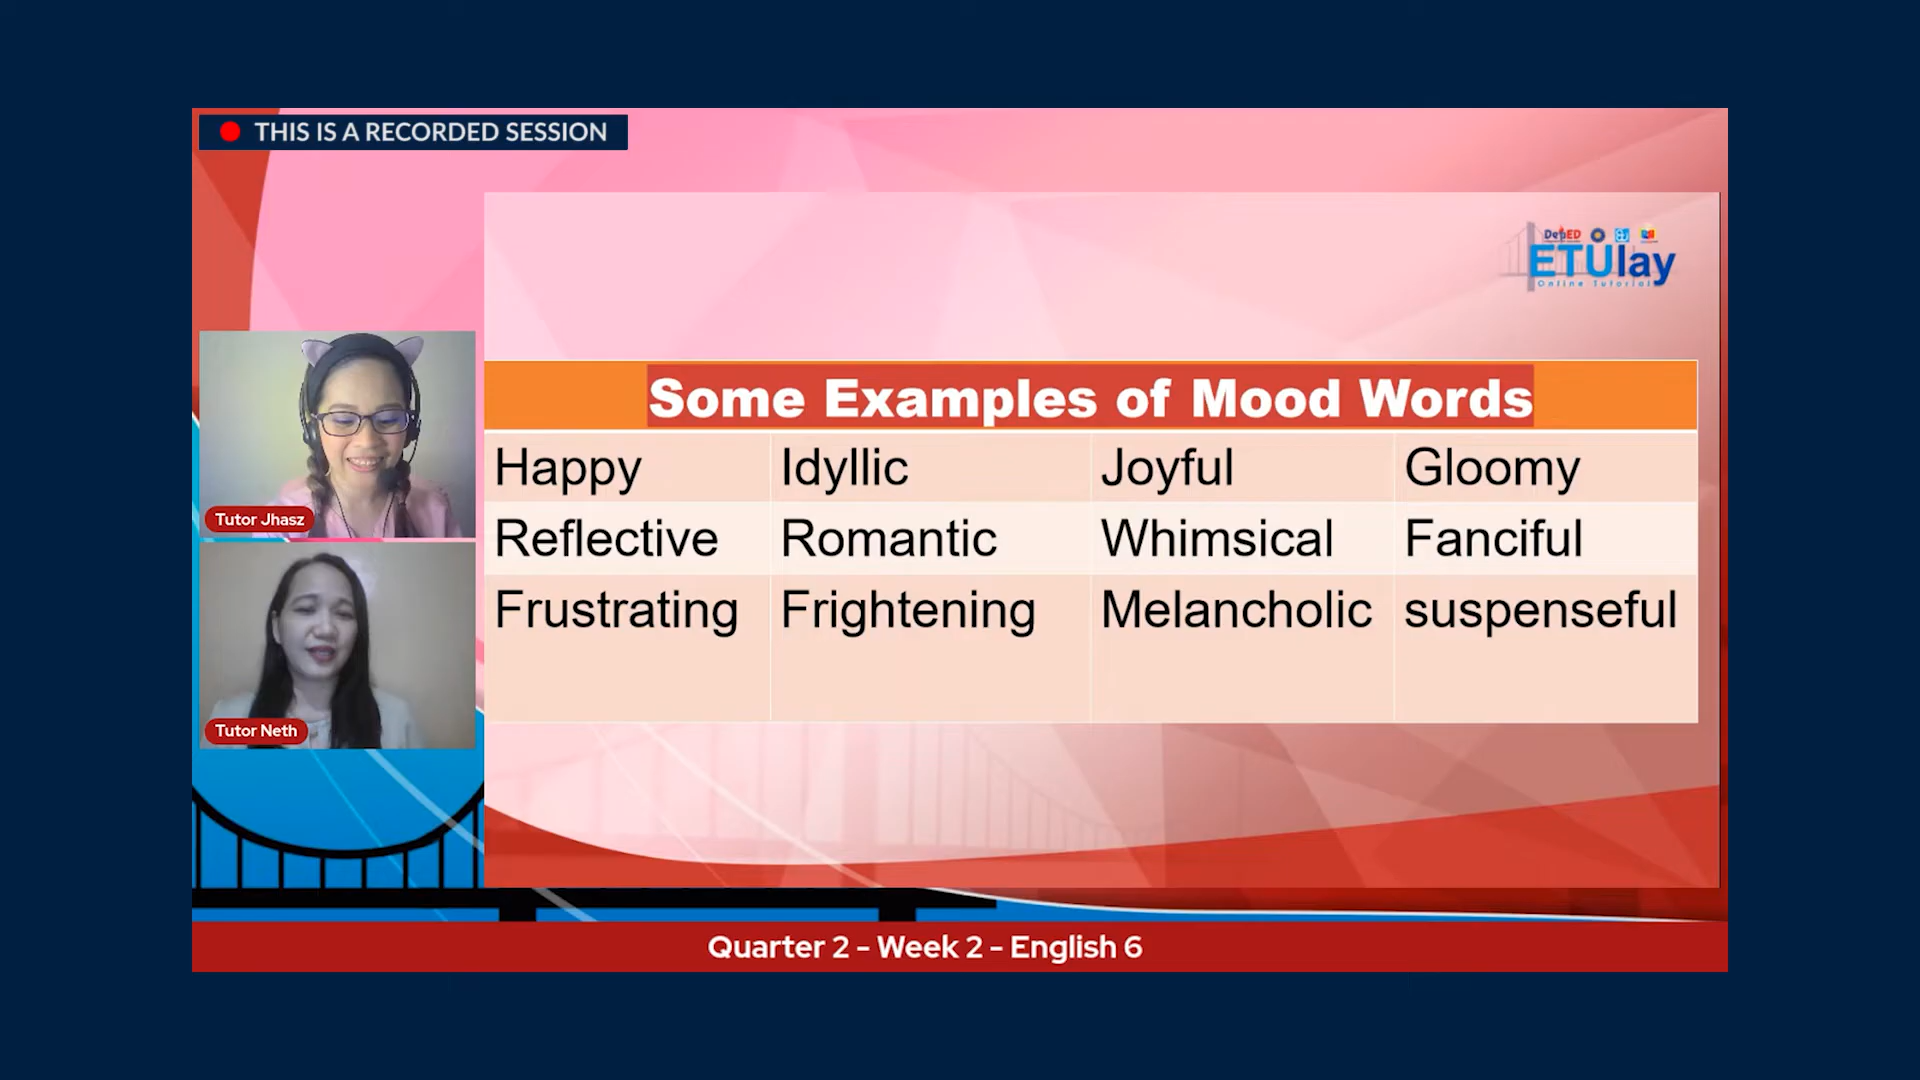 THIS IS A RECORDED SESSION
DepED
ETUlay
Online Tutorial
Some Examples of Mood Words
Happy Idyllic Joyful Gloomy
Reflective Romantic Whimsical Fanciful
Frustrating Frightening Melancholic suspenseful
Tutor Jhasz
Tutor Neth
Quarter 2 - Week 2 - English 6